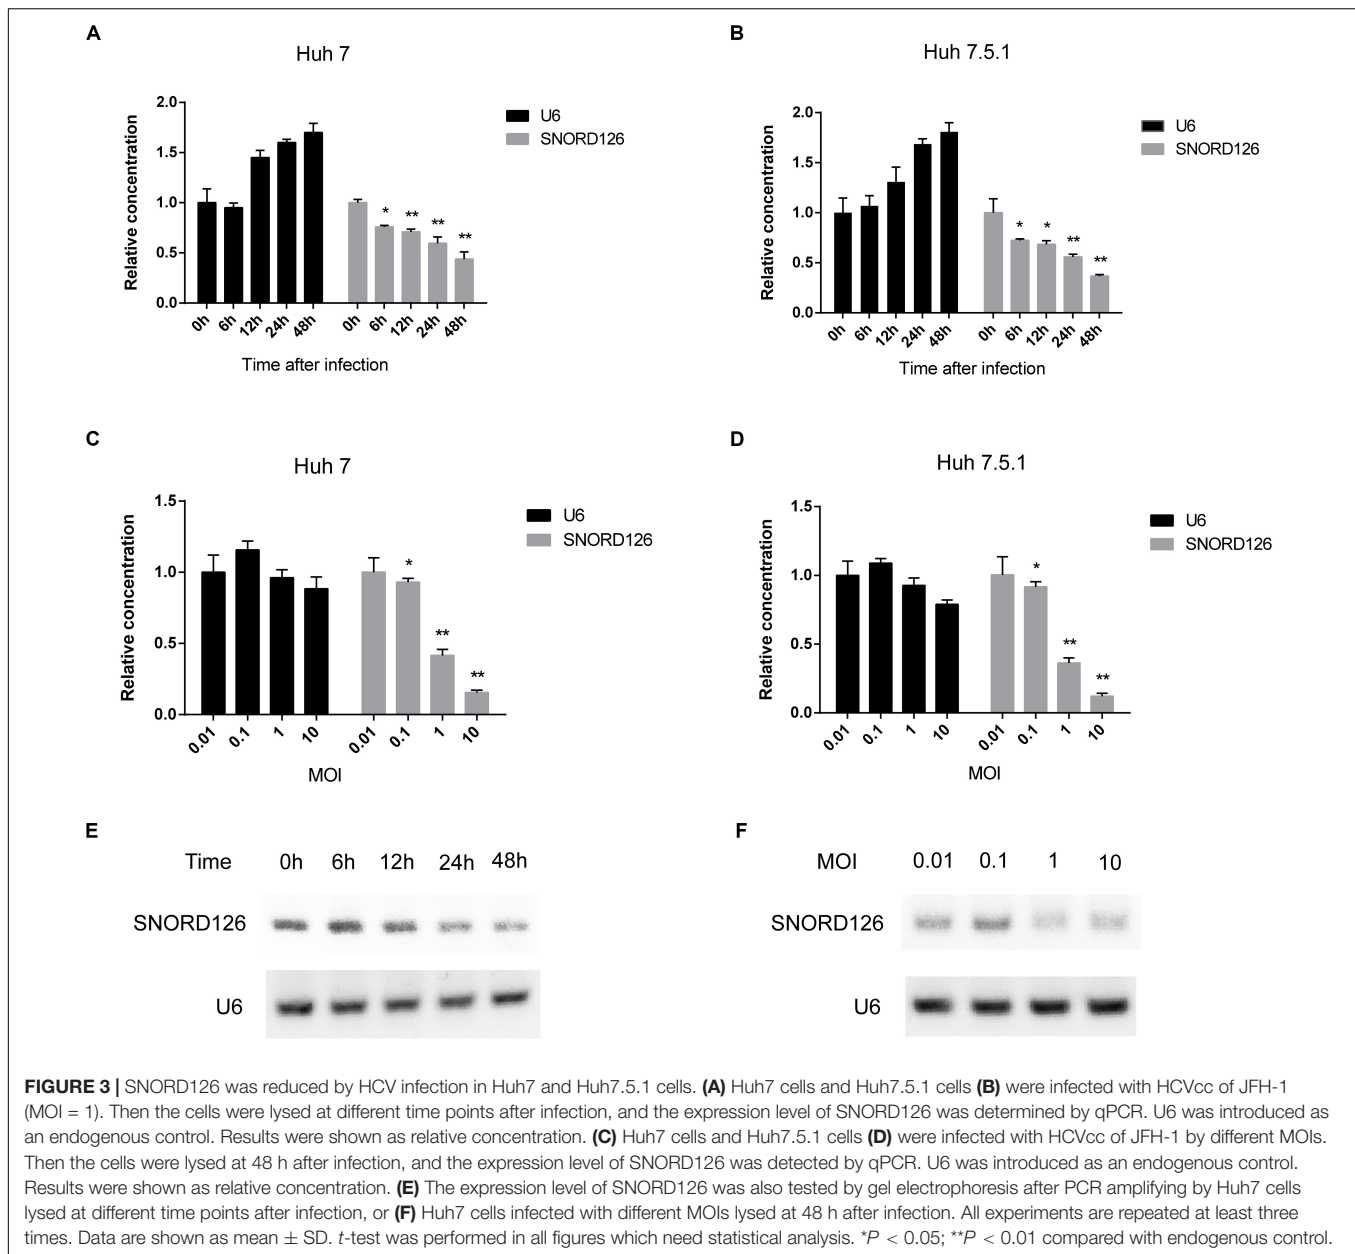 A
Huh 7
Relative concentration
2.0
1.5
1.0
0.5
0.0
0h 6h 12h 24h 48h 0h 6h 12h 24h 48h
* ** ** **
Time after infection
U6
SNORD126
B
Huh 7.5.1
Relative concentration
2.0
1.5
1.0
0.5
0.0
0h 6h 12h 24h 48h 0h 6h 12h 24h 48h
* * ** **
Time after infection
U6
SNORD126
C
Huh 7
Relative concentration
1.5
1.0
0.5
0.0
0.01 0.1 1 10 0.01 0.1 1 10
* ** **
MOI
U6
SNORD126
D
Huh 7.5.1
Relative concentration
1.5
1.0
0.5
0.0
0.01 0.1 1 10 0.01 0.1 1 10
* ** **
MOI
U6
SNORD126
E
Time 0h 6h 12h 24h 48h
SNORD126
U6
F
MOI 0.01 0.1 1 10
SNORD126
U6
FIGURE 3 | SNORD126 was reduced by HCV infection in Huh7 and Huh7.5.1 cells. (A) Huh7 cells and Huh7.5.1 cells (B) were infected with HCVcc of JFH-1
(MOI = 1). Then the cells were lysed at different time points after infection, and the expression level of SNORD126 was determined by qPCR. U6 was introduced as
an endogenous control. Results were shown as relative concentration. (C) Huh7 cells and Huh7.5.1 cells (D) were infected with HCVcc of JFH-1 by different MOIs.
Then the cells were lysed at 48 h after infection, and the expression level of SNORD126 was detected by qPCR. U6 was introduced as an endogenous control.
Results were shown as relative concentration. (E) The expression level of SNORD126 was also tested by gel electrophoresis after PCR amplifying by Huh7 cells
lysed at different time points after infection, or (F) Huh7 cells infected with different MOIs lysed at 48 h after infection. All experiments are repeated at least three
times. Data are shown as mean ± SD. t-test was performed in all figures which need statistical analysis. *P < 0.05; **P < 0.01 compared with endogenous control.